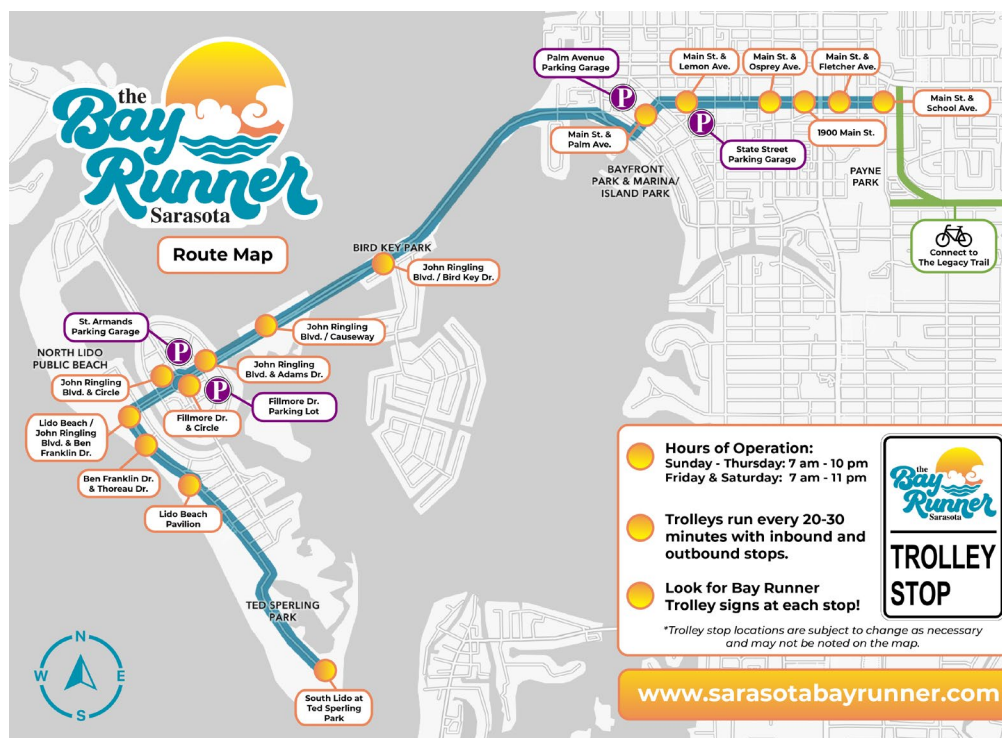 the
Bay
Runner
Sarasota
Route Map
Palm Avenue
Parking Garage
P
Main St. &
Lemon Ave.
Main St. &
Osprey Ave.
Main St. &
Fletcher Ave.
Main St. &
School Ave.
Main St. &
Palm Ave.
P
State Street
Parking Garage
1900 Main St.
BAYFRONT
PARK & MARINA/
ISLAND PARK
PAYNE
PARK
Connect to
The Legacy Trail
BIRD KEY PARK
John Ringling
Blvd. / Bird Key Dr.
St. Armands
Parking Garage
P
John Ringling
Blvd. / Causeway
NORTH LIDO
PUBLIC BEACH
John Ringling
Blvd. & Adams Dr.
John Ringling
Blvd. & Circle
P
Fillmore Dr.
Parking Lot
Fillmore Dr.
& Circle
Lido Beach /
John Ringling
Blvd. & Ben
Franklin Dr.
Ben Franklin Dr.
& Thoreau Dr.
Lido Beach
Pavilion
TED SPERLING
PARK
South Lido at
Ted Sperling
Park
N
W E
S
Hours of Operation:
Sunday - Thursday: 7 am - 10 pm
Friday & Saturday: 7 am - 11 pm
Trolleys run every 20-30
minutes with inbound and
outbound stops.
Look for Bay Runner
Trolley signs at each stop!
the
Bay
Runner
Sarasota
TROLLEY
STOP
*Trolley stop locations are subject to change as necessary
and may not be noted on the map.
www.sarasotabayrunner.com